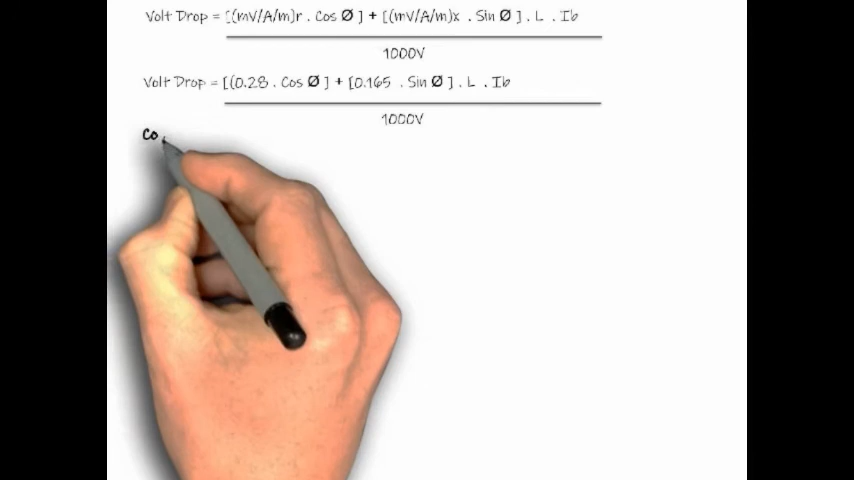 Volt Drop = [(mV/A/m)r . Cos Ø ] + [(mV/A/m)x . Sin Ø ] . L . Ib
1000V
Volt Drop = [(0.28 . Cos Ø ] + [0.165 . Sin Ø ] . L . Ib
1000V
Co